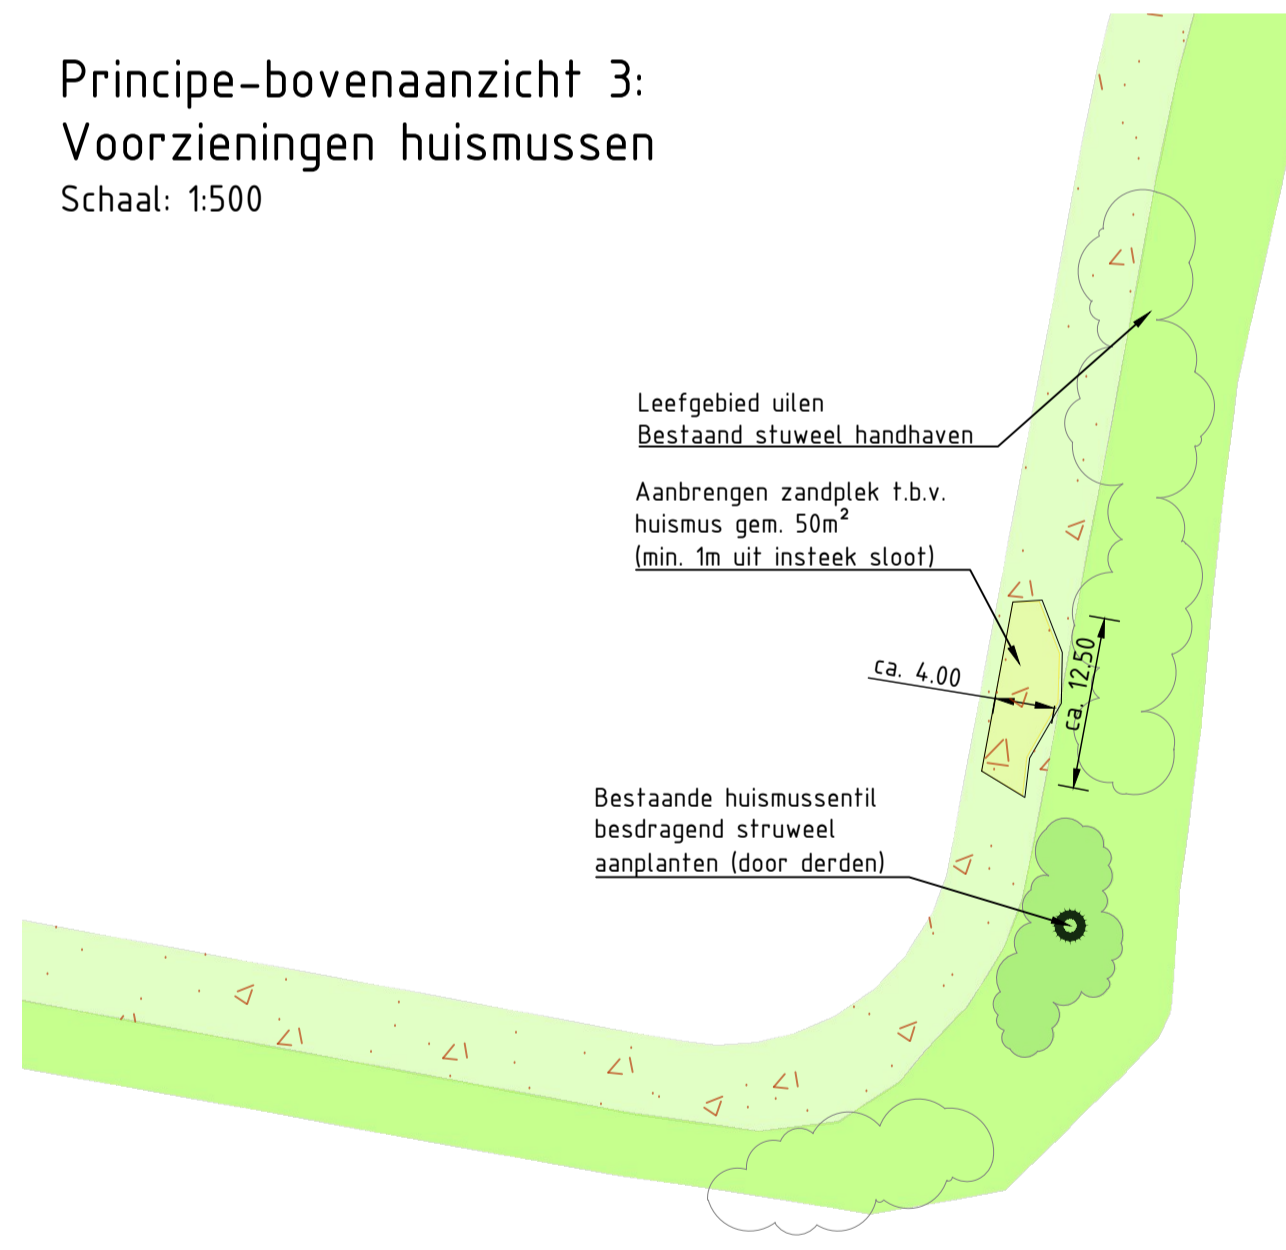 Principe-bovenaanzicht 3:
Voorzieningen huismussen
Schaal: 1:500
Leefgebied uilen
Bestaand stuweel handhaven
Aanbrengen zandplek t.b.v.
huismus gem. 50m²
(min. 1m uit insteek sloot)
ca. 4.00
ca. 12.50
Bestaande huismussentil
besdragend struweel
aanplanten (door derden)